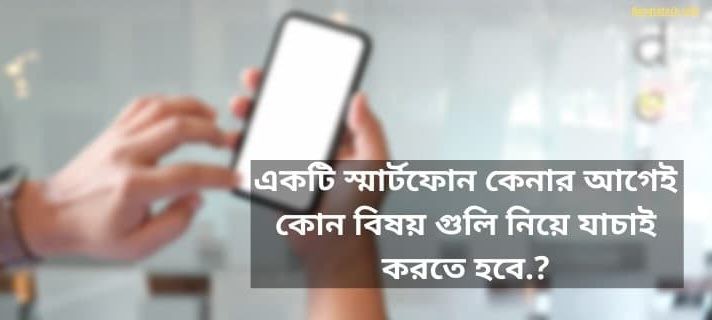 একটি স্মার্টফোন কেনার আগেই
কোন বিষয় গুলি নিয়ে যাচাই
করতে হবে.?